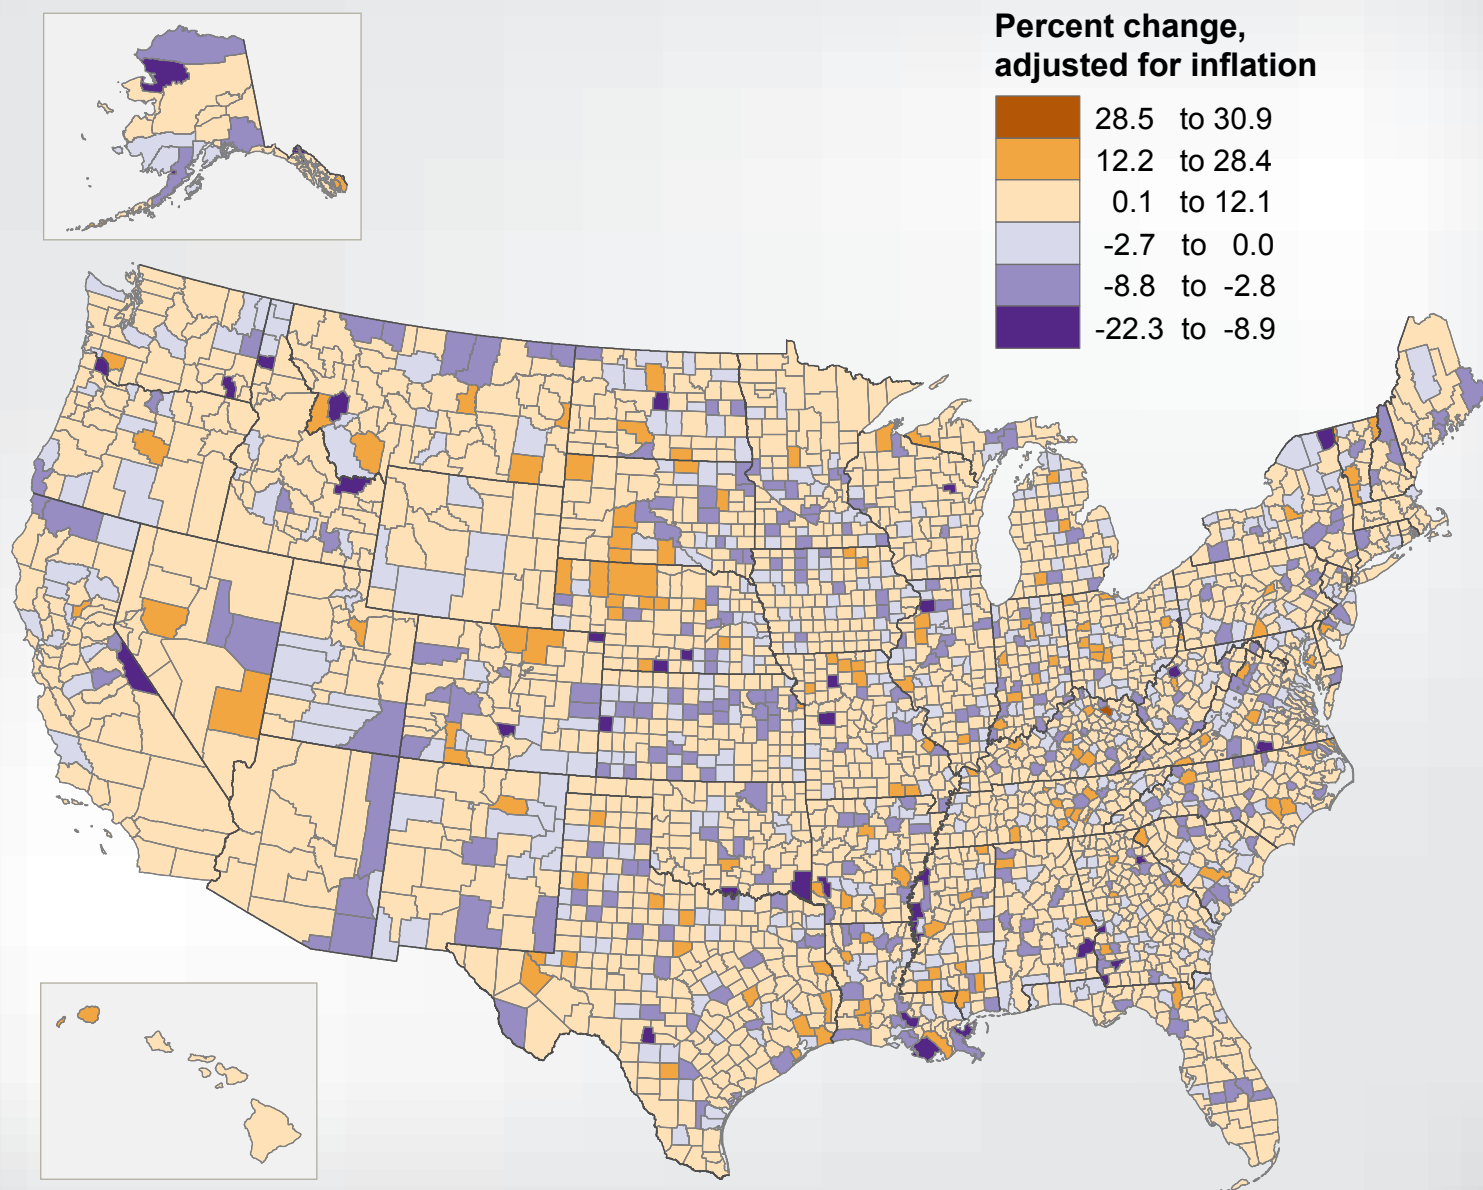 Percent change,
adjusted for inflation
28.5 to 30.9
12.2 to 28.4
0.1 to 12.1
-2.7 to 0.0
-8.8 to -2.8
-22.3 to -8.9